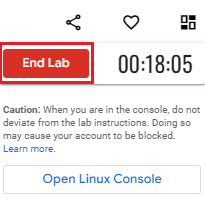 End Lab
00:18:05
Caution: When you are in the console, do not
deviate from the lab instructions. Doing so
may cause your account to be blocked.
Learn more.
Open Linux Console